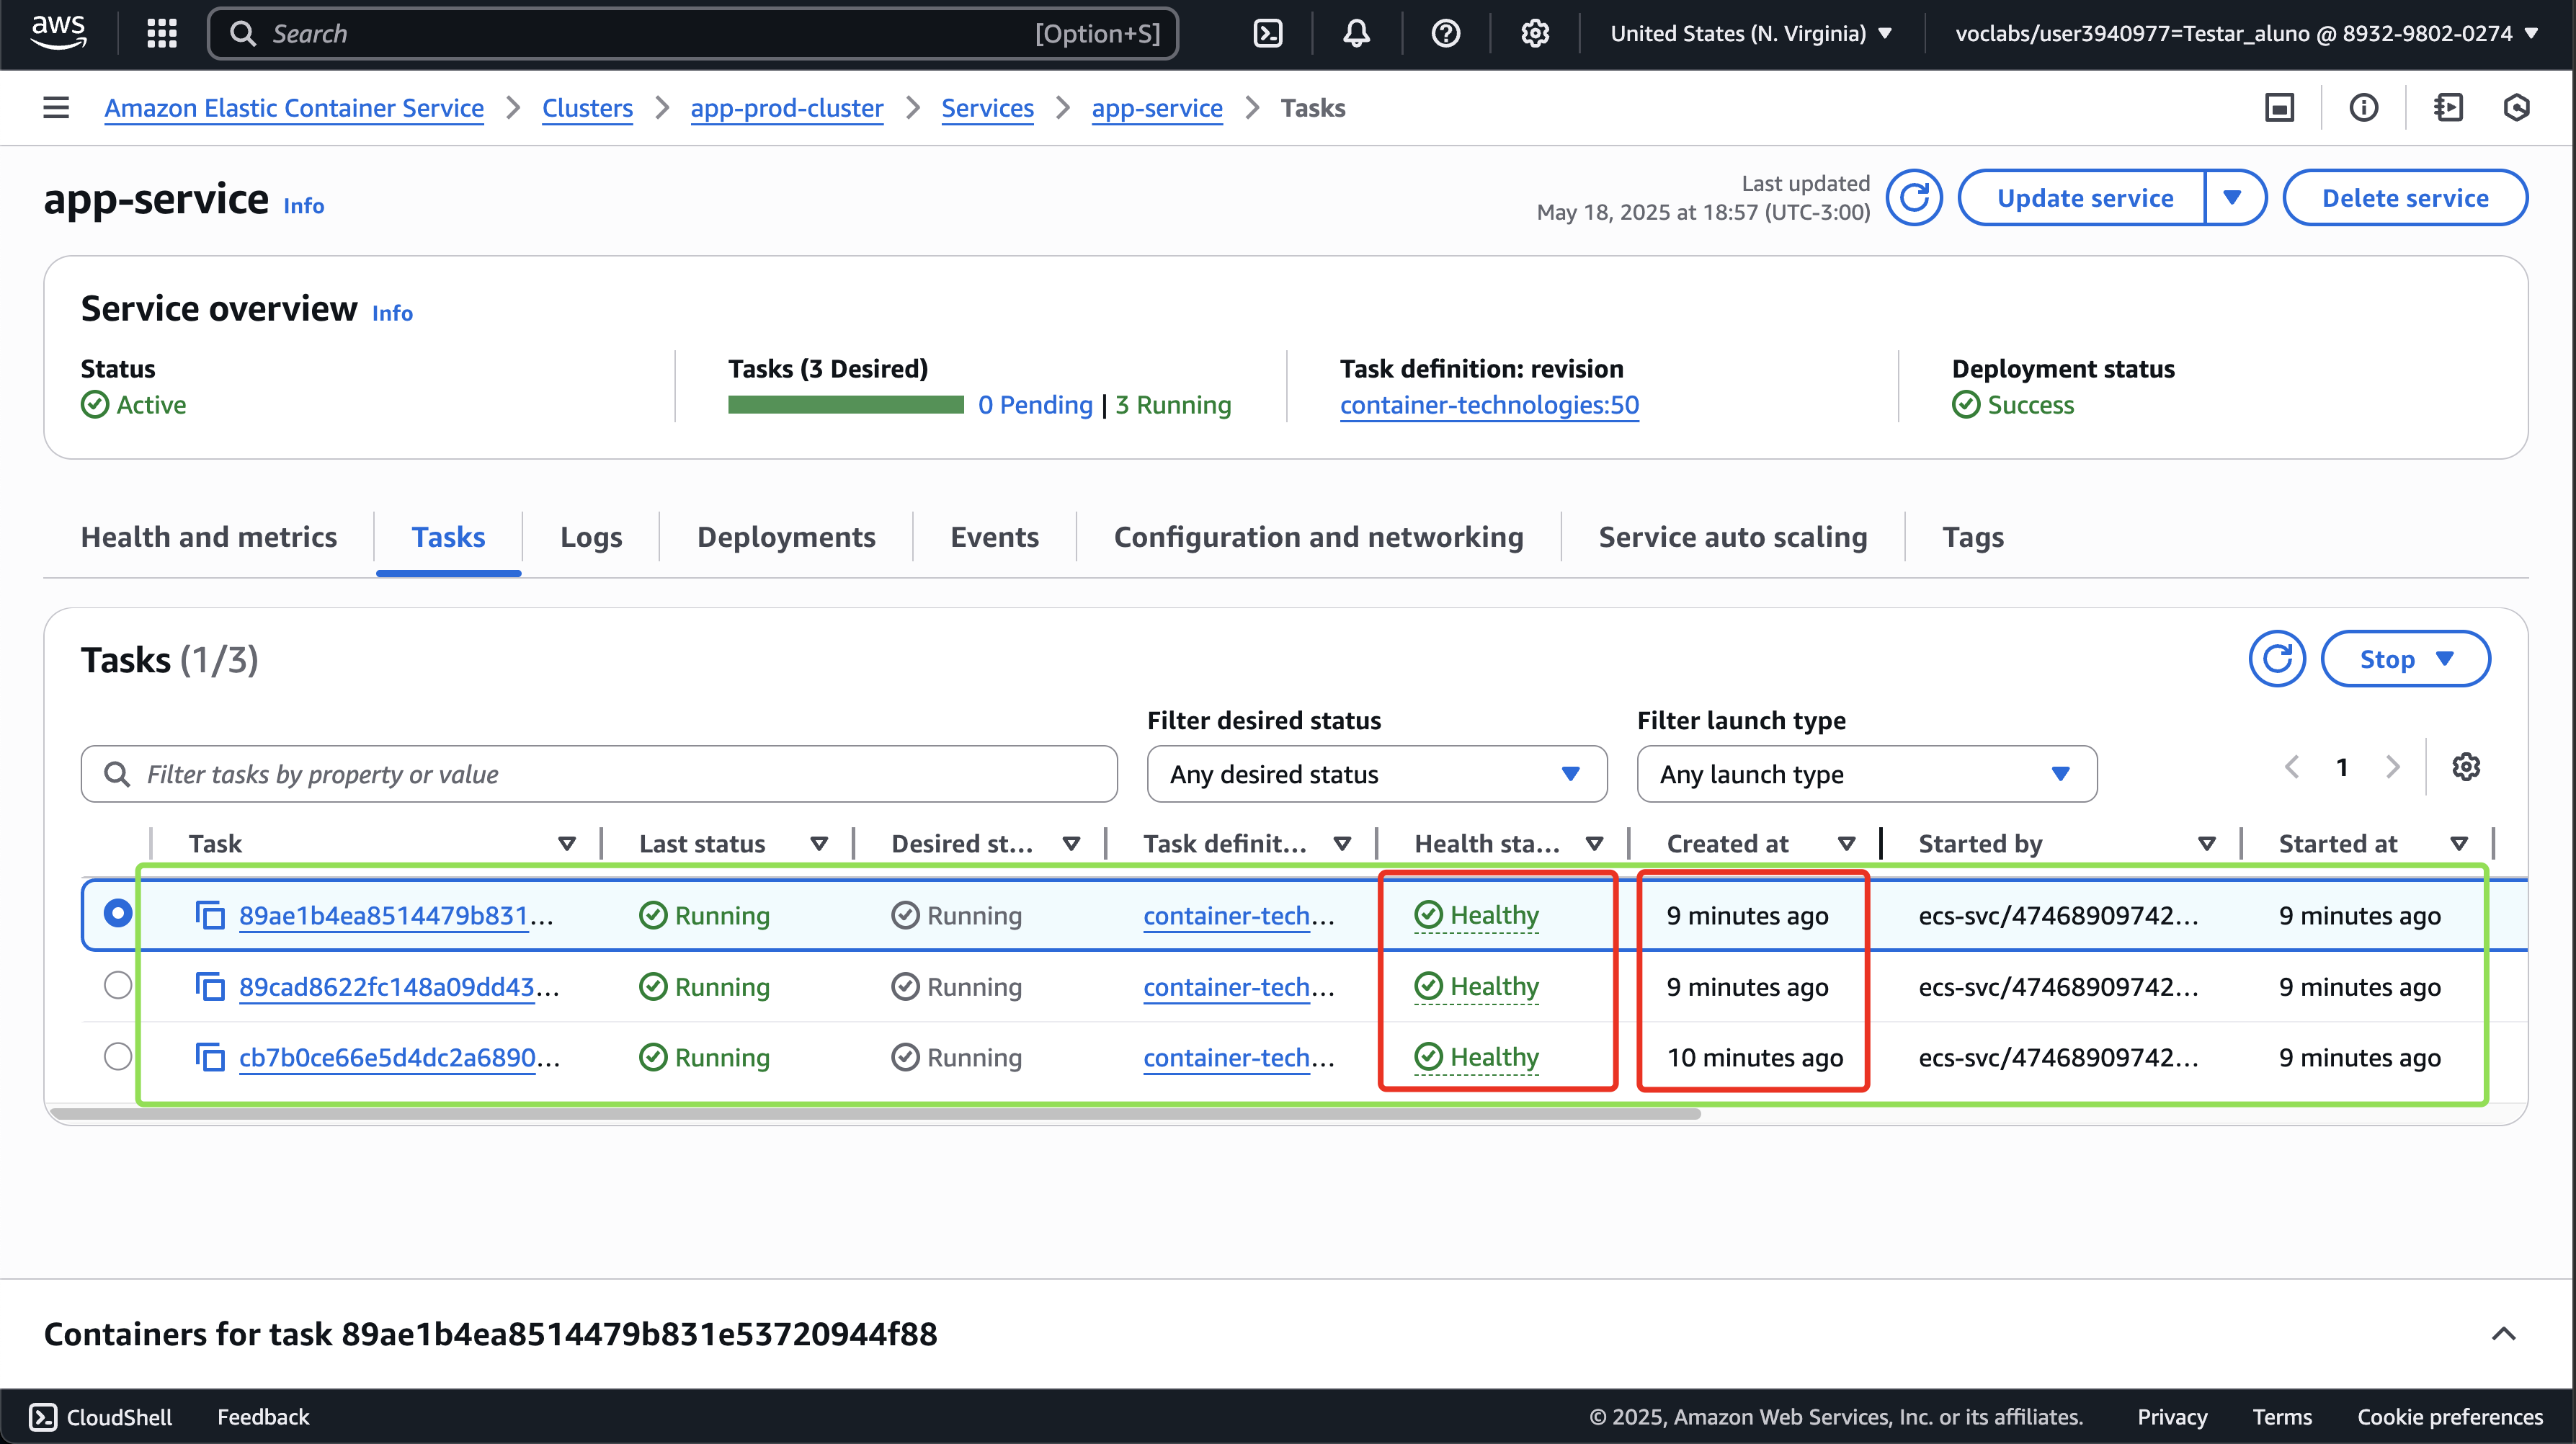 aws Search [Option+S] United States (N. Virginia) voclabs/user3940977=Testar_aluno @ 8932-9802-0274
Amazon Elastic Container Service Clusters app-prod-cluster Services app-service Tasks
app-service Info
Last updated
May 18, 2025 at 18:57 (UTC-3:00)
Update service Delete service
Service overview Info
Status Tasks (3 Desired) Task definition: revision Deployment status
Active 0 Pending | 3 Running container-technologies:50 Success
Health and metrics Tasks Logs Deployments Events Configuration and networking Service auto scaling Tags
Tasks (1/3) Stop
Filter desired status Filter launch type
Filter tasks by property or value Any desired status Any launch type 1
Task Last status Desired st... Task definit... Health sta... Created at Started by Started at
89ae1b4ea8514479b831... Running Running container-tech... Healthy 9 minutes ago ecs-svc/47468909742... 9 minutes ago
89cad8622fc148a09dd43... Running Running container-tech... Healthy 9 minutes ago ecs-svc/47468909742... 9 minutes ago
cb7b0ce66e5d4dc2a6890... Running Running container-tech... Healthy 10 minutes ago ecs-svc/47468909742... 9 minutes ago
Containers for task 89ae1b4ea8514479b831e53720944f88
CloudShell Feedback © 2025, Amazon Web Services, Inc. or its affiliates. Privacy Terms Cookie preferences